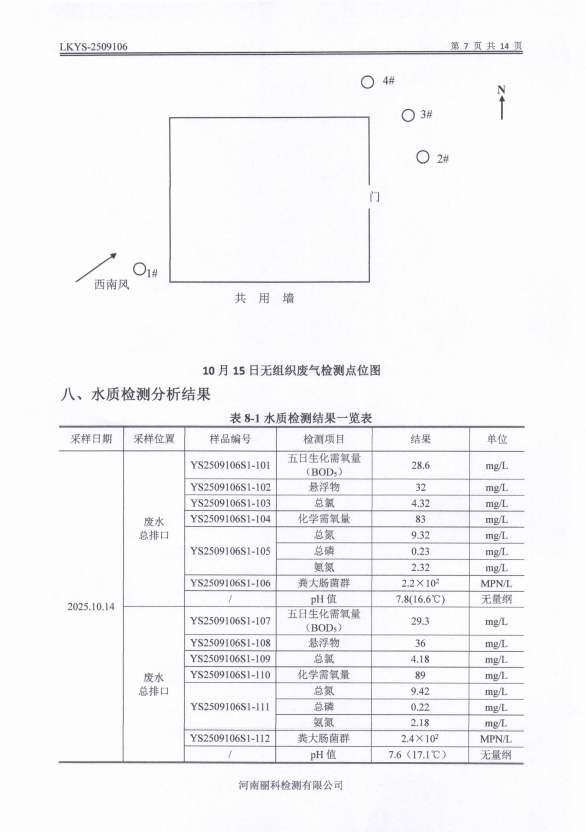 LKYS-2509106 第 7 页 共 14 页
4#
N
3#
2#
门
1#
西南风
共 用 墙
10 月 15 日无组织废气检测点位图
八、水质检测分析结果
表 8-1 水质检测结果一览表
采样日期 采样位置 样品编号 检测项目 结果 单位
2025.10.14
废水
总排口
YS2509106S1-101 五日生化需氧量
（BOD₅） 28.6 mg/L
YS2509106S1-102 悬浮物 32 mg/L
YS2509106S1-103 总氯 4.32 mg/L
YS2509106S1-104 化学需氧量 83 mg/L
YS2509106S1-105 总氮 9.32 mg/L
总磷 0.23 mg/L
氨氮 2.32 mg/L
YS2509106S1-106 粪大肠菌群 2.2×10² MPN/L
/ pH 值 7.8(16.6℃) 无量纲
废水
总排口
YS2509106S1-107 五日生化需氧量
（BOD₅） 29.3 mg/L
YS2509106S1-108 悬浮物 36 mg/L
YS2509106S1-109 总氯 4.18 mg/L
YS2509106S1-110 化学需氧量 89 mg/L
YS2509106S1-111 总氮 9.42 mg/L
总磷 0.22 mg/L
氨氮 2.18 mg/L
YS2509106S1-112 粪大肠菌群 2.4×10² MPN/L
/ pH 值 7.6（17.1℃） 无量纲
河南丽科检测有限公司